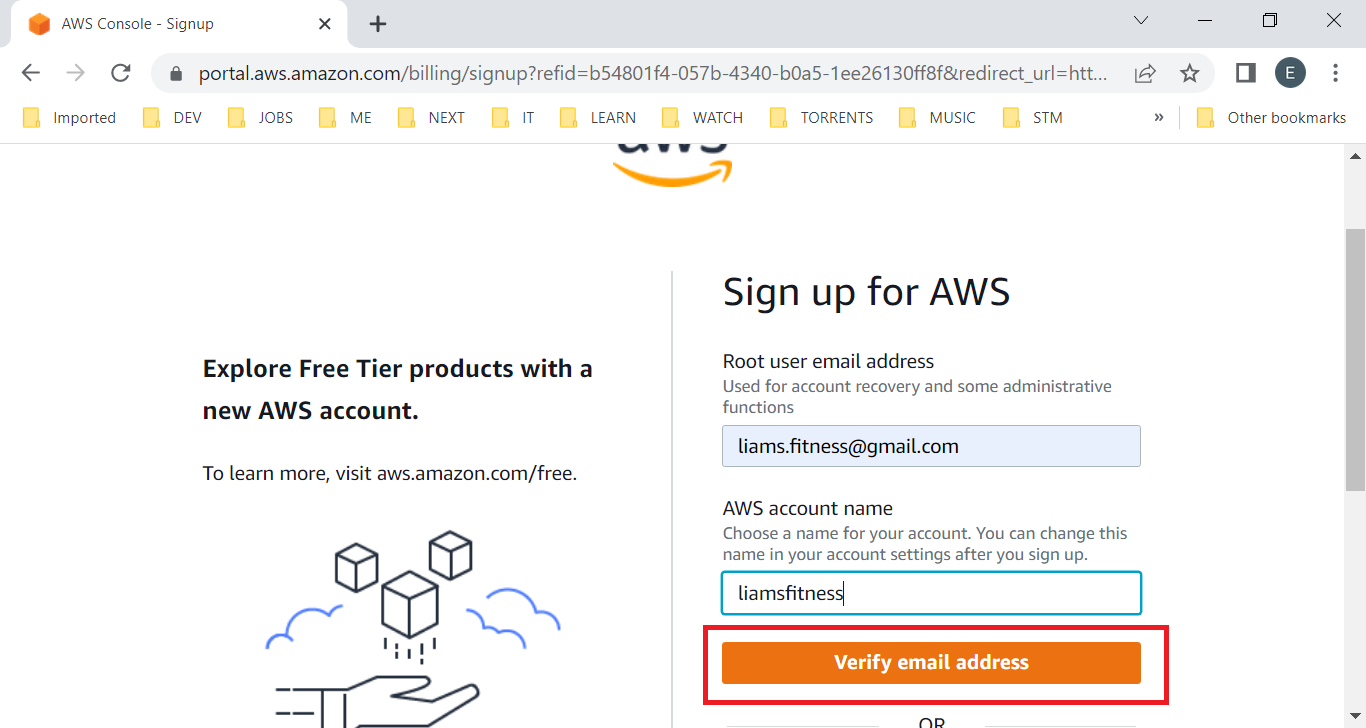 AWS Console - Signup
portal.aws.amazon.com/billing/signup?refid=b54801f4-057b-4340-b0a5-1ee26130ff8f&redirect_url=htt...
E
Imported DEV JOBS ME NEXT IT LEARN WATCH TORRENTS MUSIC STM » Other bookmarks
aws
Sign up for AWS
Explore Free Tier products with a
new AWS account.
To learn more, visit aws.amazon.com/free.
Root user email address
Used for account recovery and some administrative
functions
liams.fitness@gmail.com
AWS account name
Choose a name for your account. You can change this
name in your account settings after you sign up.
liamsfitness
Verify email address
OR